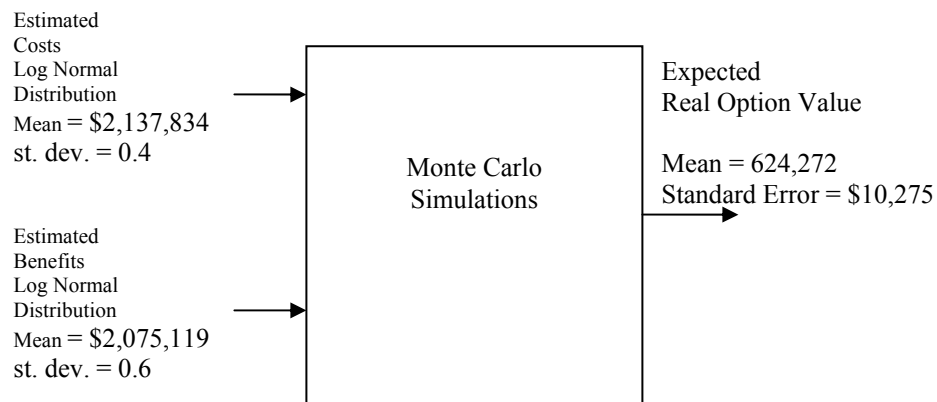 Estimated
Costs
Log Normal
Distribution
Mean = $2,137,834
st. dev. = 0.4
Estimated
Benefits
Log Normal
Distribution
Mean = $2,075,119
st. dev. = 0.6
Monte Carlo
Simulations
Expected
Real Option Value
Mean = 624,272
Standard Error = $10,275